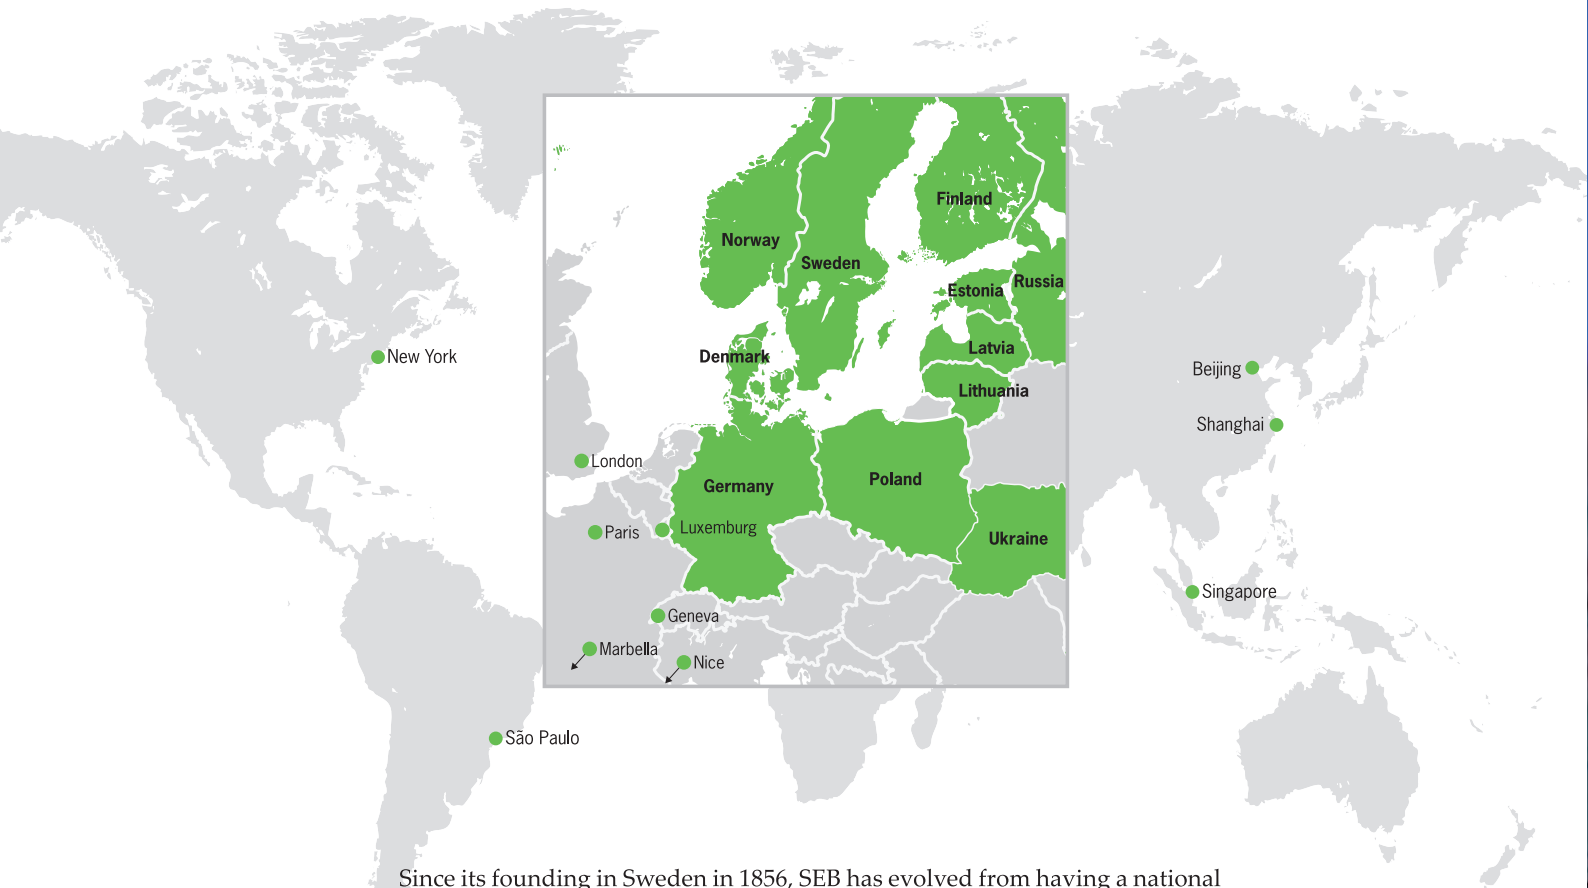 Finland
Norway
Sweden
Russia
Estonia
Latvia
Denmark
New York
Beijing
Lithuania
Shanghai
London
Poland
Germany
Luxemburg
Paris
Ukraine
Singapore
Geneva
Marbella
Nice
São Paulo
Since its founding in Sweden in 1856, SEB has evolved from having a national